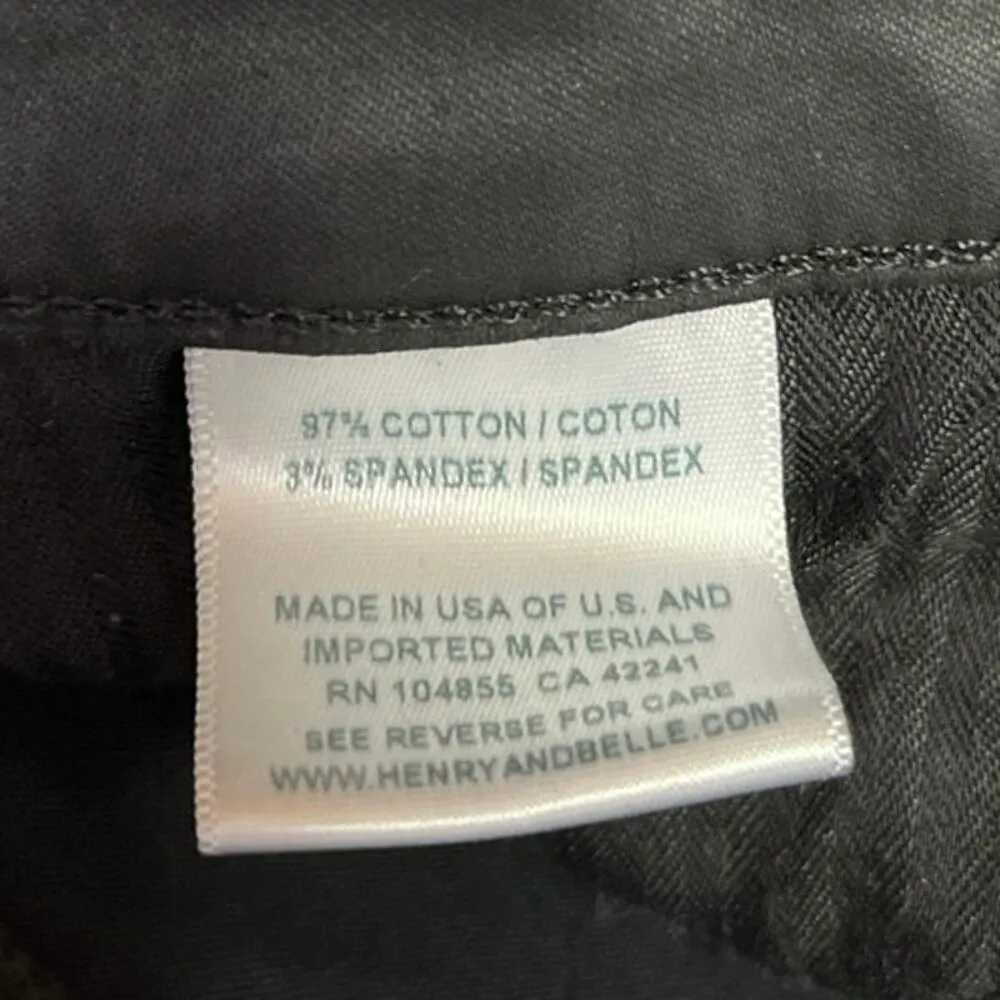 97% COTTON / COTON
3% SPANDEX / SPANDEX
MADE IN USA OF U.S. AND
IMPORTED MATERIALS
RN 104855 CA 42241
SEE REVERSE FOR CARE
WWW.HENRYANDBELLE.COM